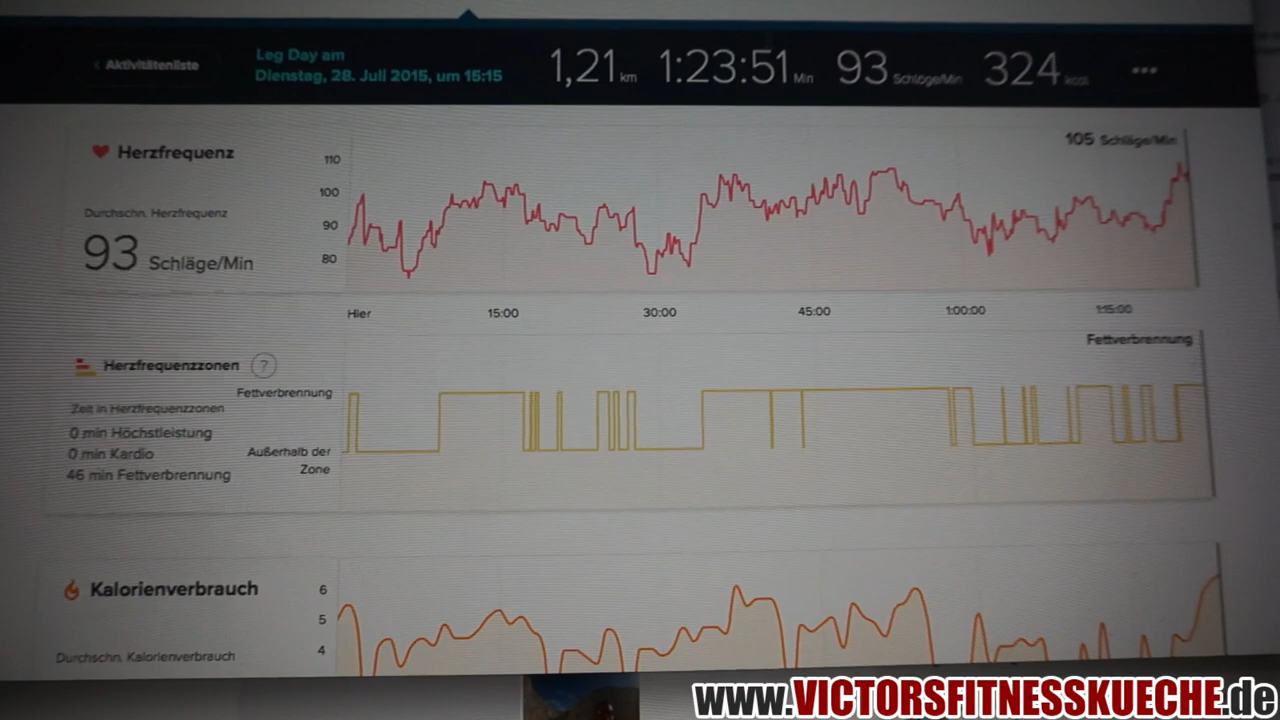 Aktivitätenliste
Leg Day am
Dienstag, 28. Juli 2015, um 15:15
1,21 km
1:23:51 Min
93 Schläge/Min
324 kcal
Herzfrequenz
Durchschn. Herzfrequenz
93 Schläge/Min
105 Schläge/Min
110
100
90
80
Hier
15:00
30:00
45:00
1:00:00
1:15:00
Herzfrequenzzonen ?
Zeit in Herzfrequenzzonen
0 min Höchstleistung
0 min Kardio
46 min Fettverbrennung
Fettverbrennung
Fettverbrennung
Außerhalb der
Zone
Kalorienverbrauch
Durchschn. Kalorienverbrauch
6
5
4
www.VICTORSFITNESSKUECHE.de